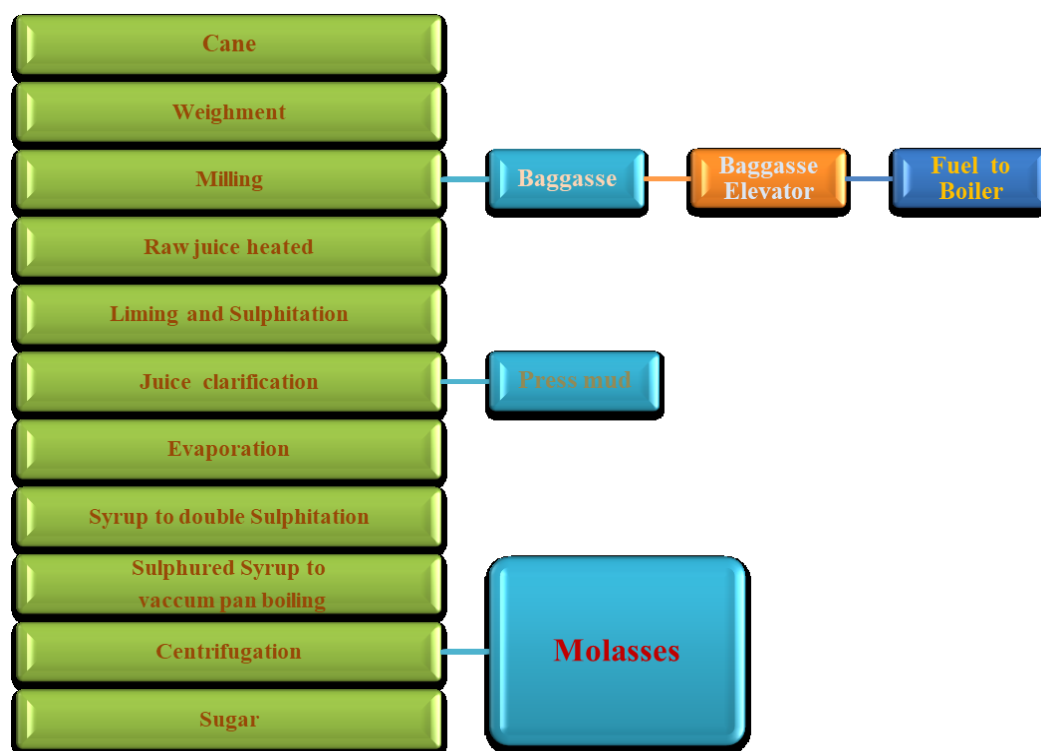 Cane
Weighment
Milling
Baggasse
Baggasse
Elevator
Fuel to
Boiler
Raw juice heated
Liming and Sulphitation
Juice clarification
Press mud
Evaporation
Syrup to double Sulphitation
Sulphured Syrup to
vaccum pan boiling
Centrifugation
Molasses
Sugar